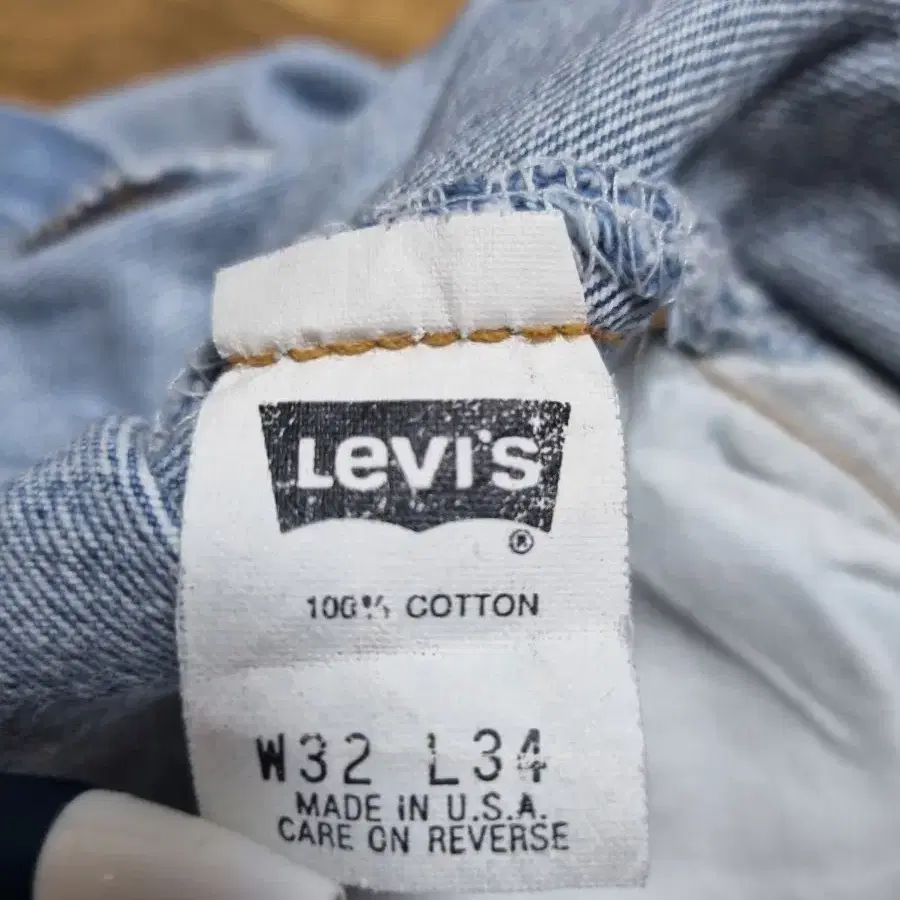 Levi's
®
100% COTTON
W32 L34
MADE IN U.S.A.
CARE ON REVERSE